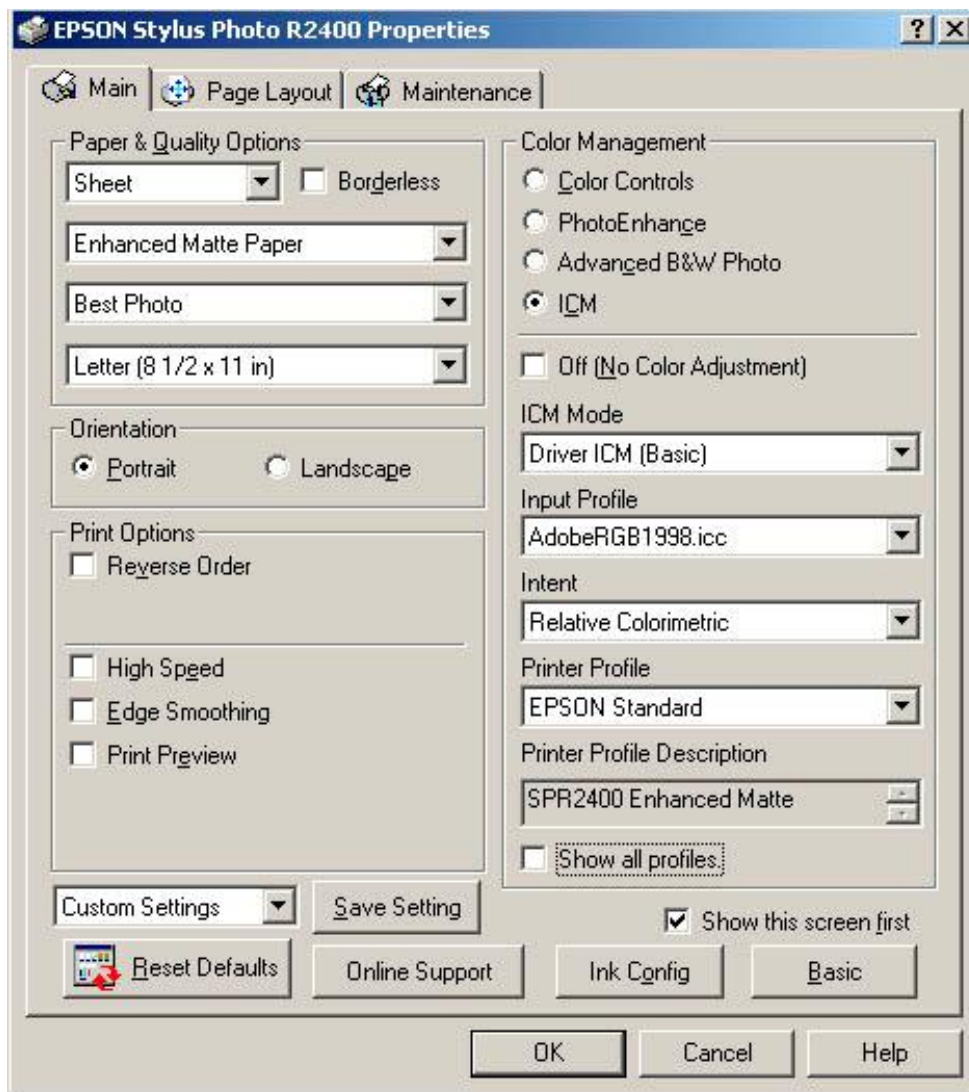 EPSON Stylus Photo R2400 Properties
Main
Page Layout
Maintenance
Paper & Quality Options
Sheet
Borderless
Enhanced Matte Paper
Best Photo
Letter (8 1/2 x 11 in)
Orientation
Portrait
Landscape
Print Options
Reverse Order
High Speed
Edge Smoothing
Print Preview
Color Management
Color Controls
PhotoEnhance
Advanced B&W Photo
ICM
Off (No Color Adjustment)
ICM Mode
Driver ICM (Basic)
Input Profile
AdobeRGB1998.icc
Intent
Relative Colorimetric
Printer Profile
EPSON Standard
Printer Profile Description
SPR2400 Enhanced Matte
Show all profiles.
Custom Settings
Save Setting
Show this screen first
Reset Defaults
Online Support
Ink Config
Basic
OK
Cancel
Help